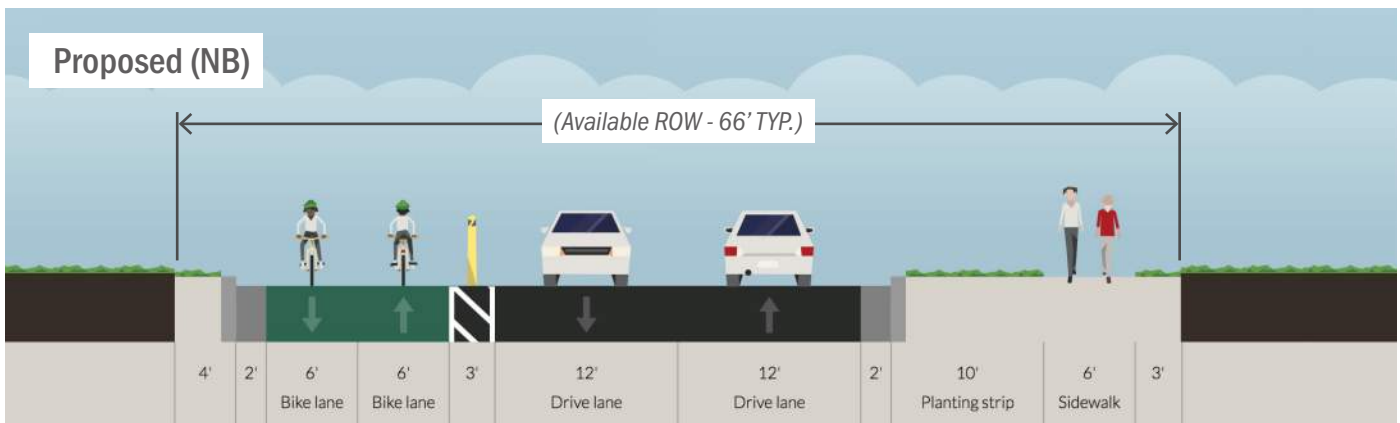 Proposed (NB)
(Available ROW - 66' TYP.)
4' 2' 6' 6' 3' 12' 12' 2' 10' 6' 3'
Bike lane Bike lane Drive lane Drive lane Planting strip Sidewalk